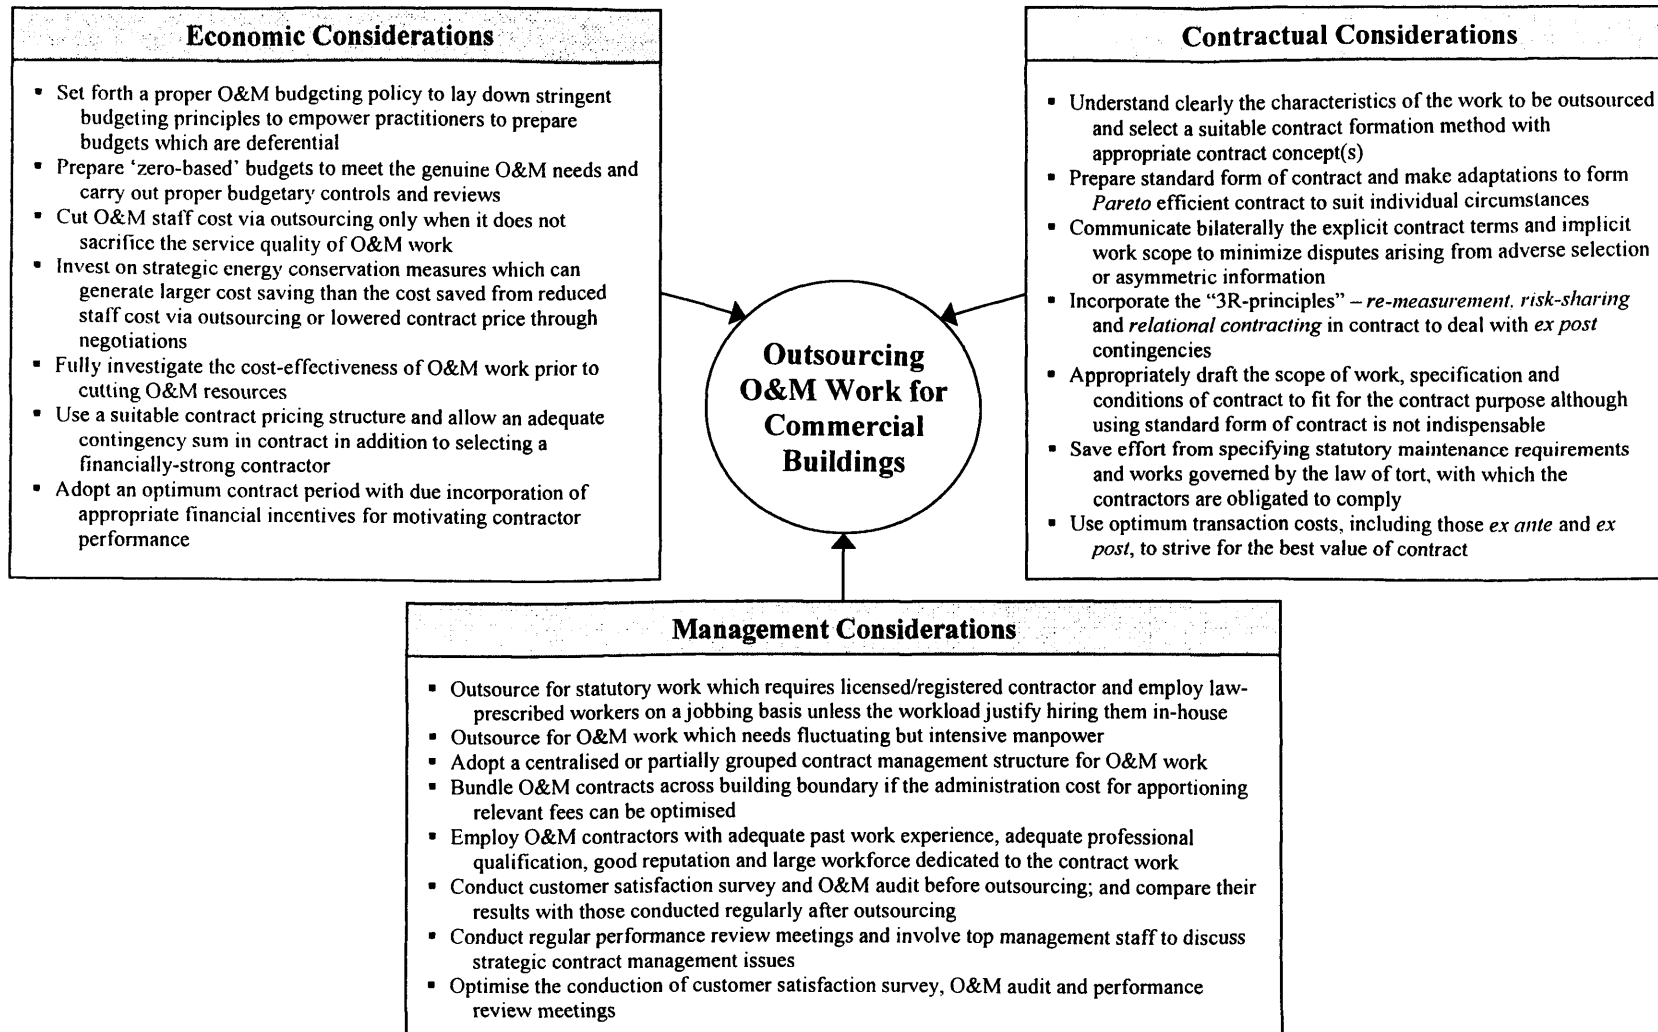 Economic Considerations
▪ Set forth a proper O&M budgeting policy to lay down stringent
budgeting principles to empower practitioners to prepare
budgets which are deferential
▪ Prepare ‘zero-based’ budgets to meet the genuine O&M needs and
carry out proper budgetary controls and reviews
▪ Cut O&M staff cost via outsourcing only when it does not
sacrifice the service quality of O&M work
▪ Invest on strategic energy conservation measures which can
generate larger cost saving than the cost saved from reduced
staff cost via outsourcing or lowered contract price through
negotiations
▪ Fully investigate the cost-effectiveness of O&M work prior to
cutting O&M resources
▪ Use a suitable contract pricing structure and allow an adequate
contingency sum in contract in addition to selecting a
financially-strong contractor
▪ Adopt an optimum contract period with due incorporation of
appropriate financial incentives for motivating contractor
performance
Contractual Considerations
▪ Understand clearly the characteristics of the work to be outsourced
and select a suitable contract formation method with
appropriate contract concept(s)
▪ Prepare standard form of contract and make adaptations to form
Pareto efficient contract to suit individual circumstances
▪ Communicate bilaterally the explicit contract terms and implicit
work scope to minimize disputes arising from adverse selection
or asymmetric information
▪ Incorporate the “3R-principles” – re-measurement, risk-sharing
and relational contracting in contract to deal with ex post
contingencies
▪ Appropriately draft the scope of work, specification and
conditions of contract to fit for the contract purpose although
using standard form of contract is not indispensable
▪ Save effort from specifying statutory maintenance requirements
and works governed by the law of tort, with which the
contractors are obligated to comply
▪ Use optimum transaction costs, including those ex ante and ex
post, to strive for the best value of contract
Outsourcing
O&M Work for
Commercial
Buildings
Management Considerations
▪ Outsource for statutory work which requires licensed/registered contractor and employ law-
prescribed workers on a jobbing basis unless the workload justify hiring them in-house
▪ Outsource for O&M work which needs fluctuating but intensive manpower
▪ Adopt a centralised or partially grouped contract management structure for O&M work
▪ Bundle O&M contracts across building boundary if the administration cost for apportioning
relevant fees can be optimised
▪ Employ O&M contractors with adequate past work experience, adequate professional
qualification, good reputation and large workforce dedicated to the contract work
▪ Conduct customer satisfaction survey and O&M audit before outsourcing; and compare their
results with those conducted regularly after outsourcing
▪ Conduct regular performance review meetings and involve top management staff to discuss
strategic contract management issues
▪ Optimise the conduction of customer satisfaction survey, O&M audit and performance
review meetings